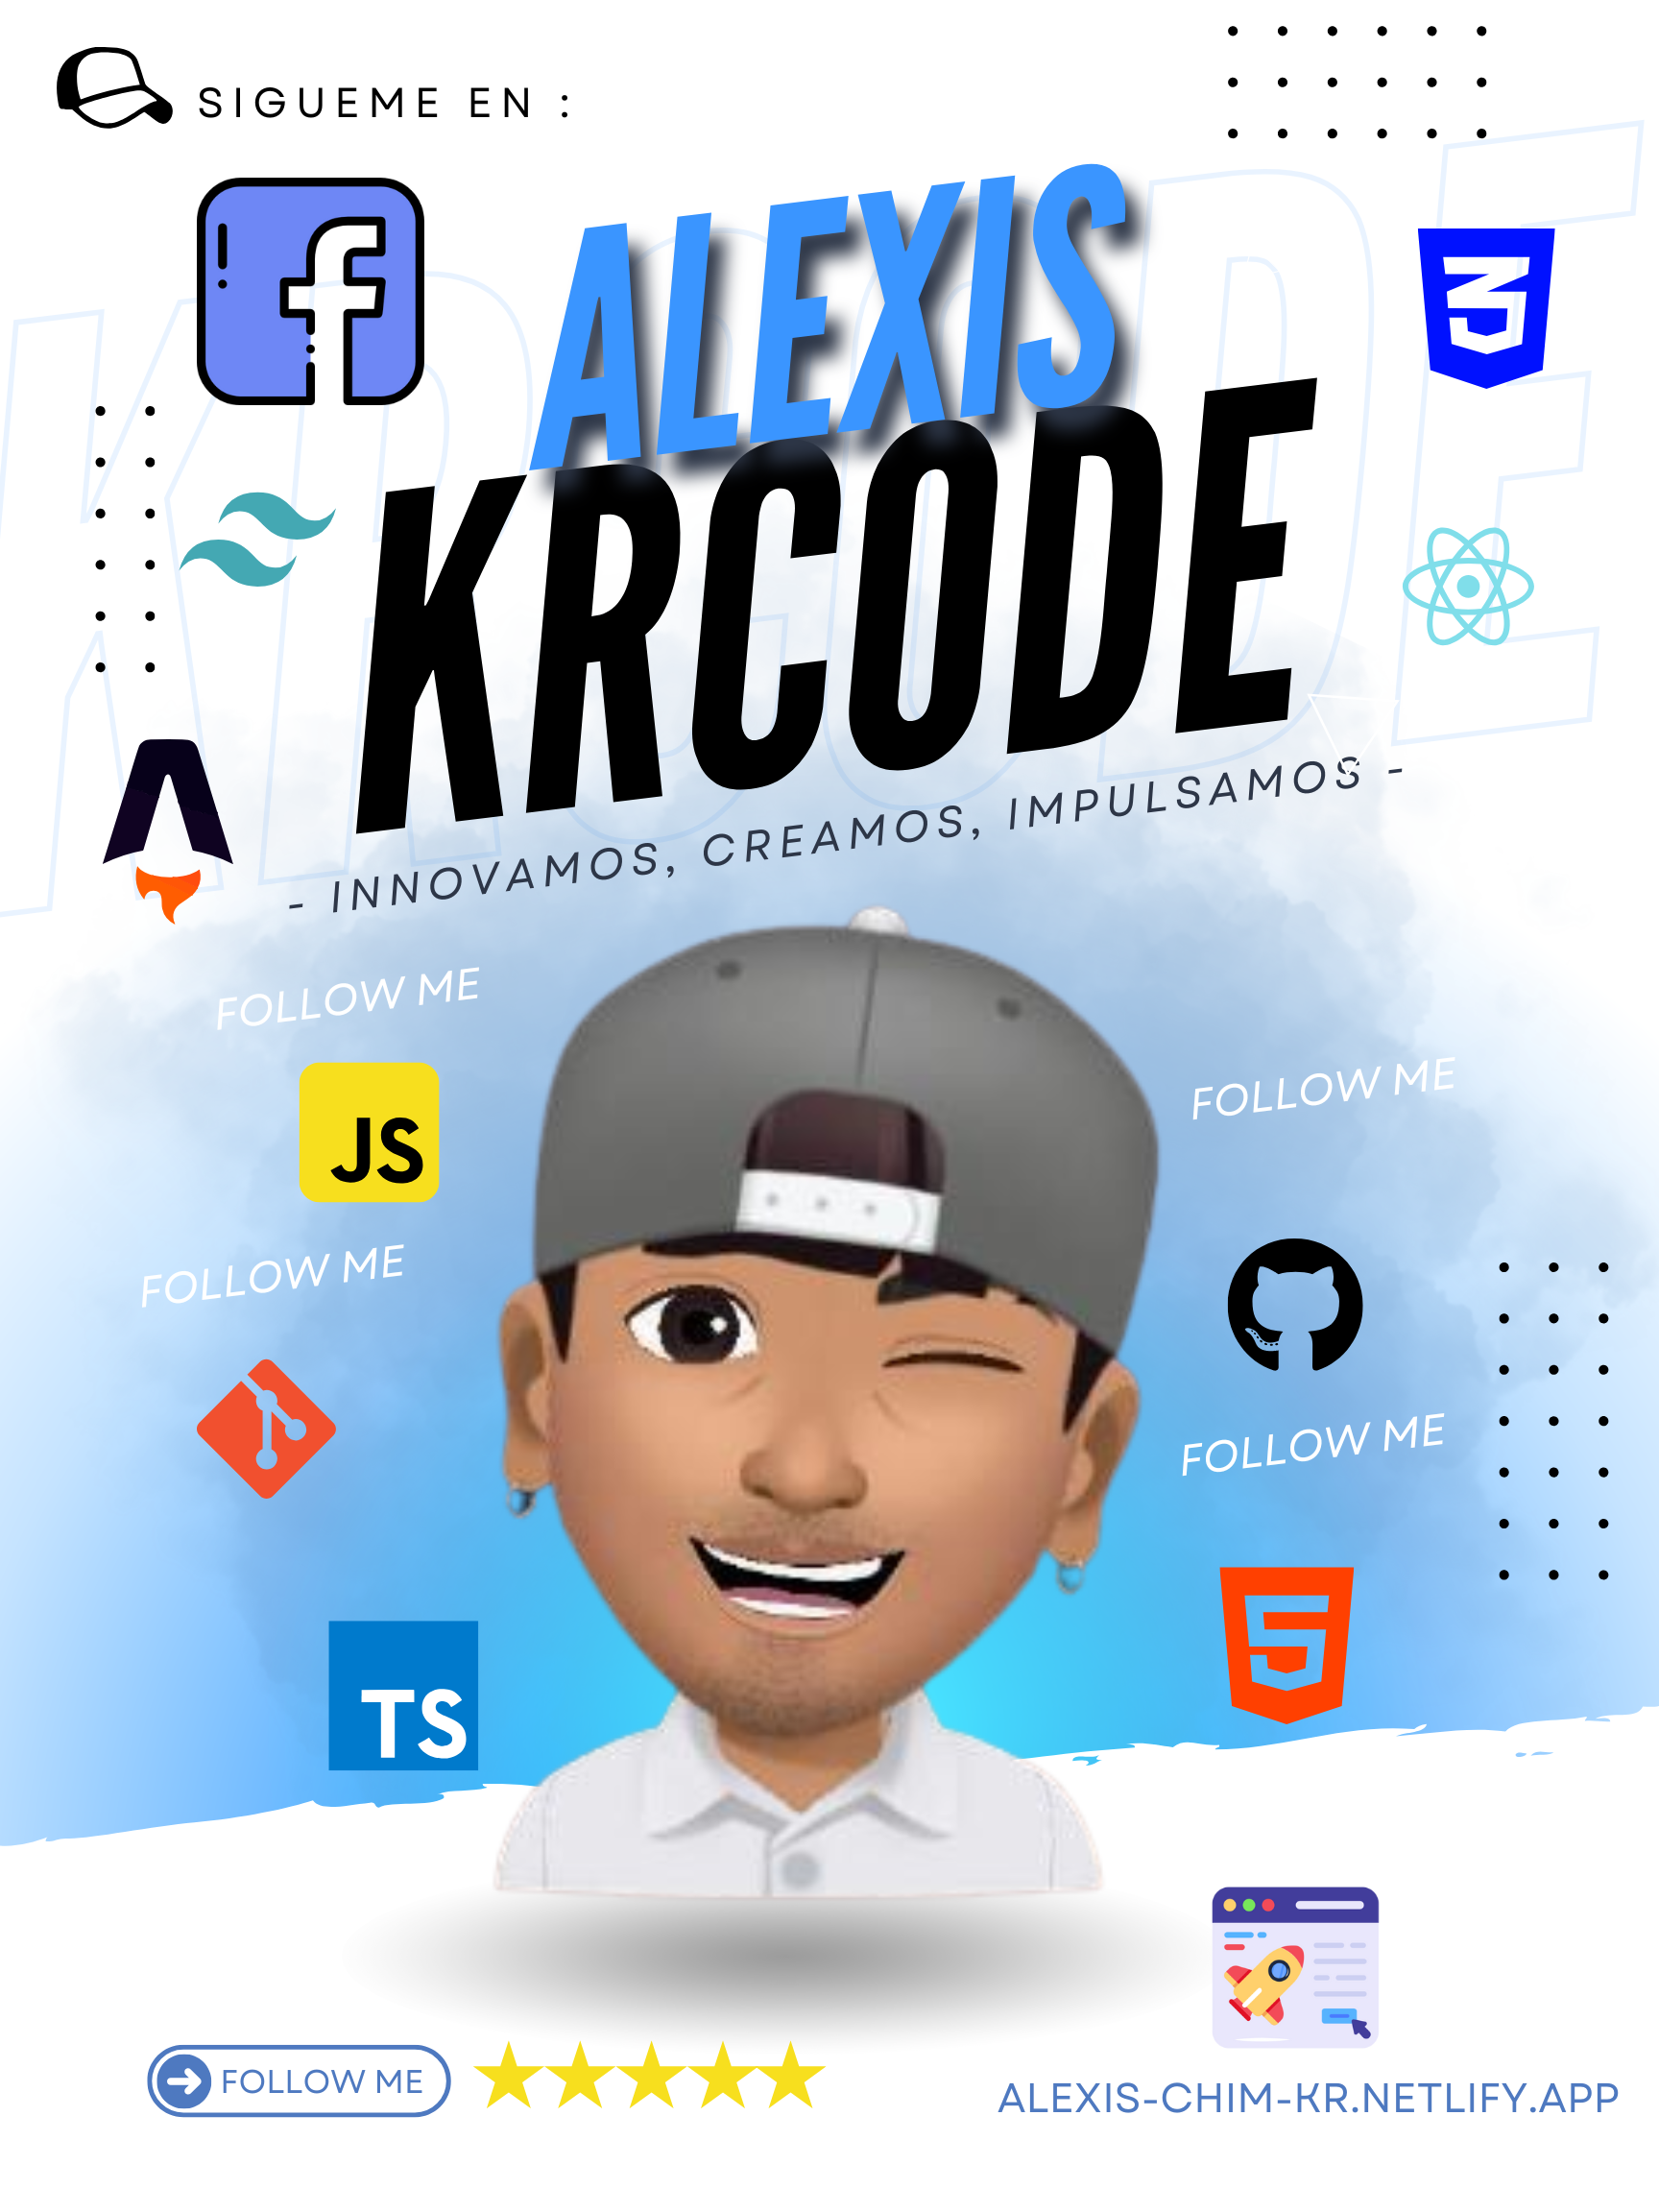 SIGUEME EN :
KRCODE
ALEXIS
KRCODE
- INNOVAMOS, CREAMOS, IMPULSAMOS -
FOLLOW ME
FOLLOW ME
JS
FOLLOW ME
FOLLOW ME
TS
FOLLOW ME
ALEXIS-CHIM-KR.NETLIFY.APP